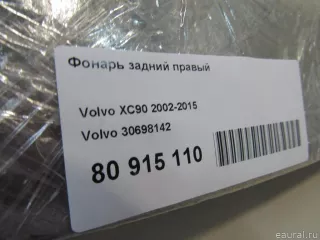 Фонарь задний правый
Volvo XC90 2002-2015
Volvo 30698142
80 915 110
eaural.ru